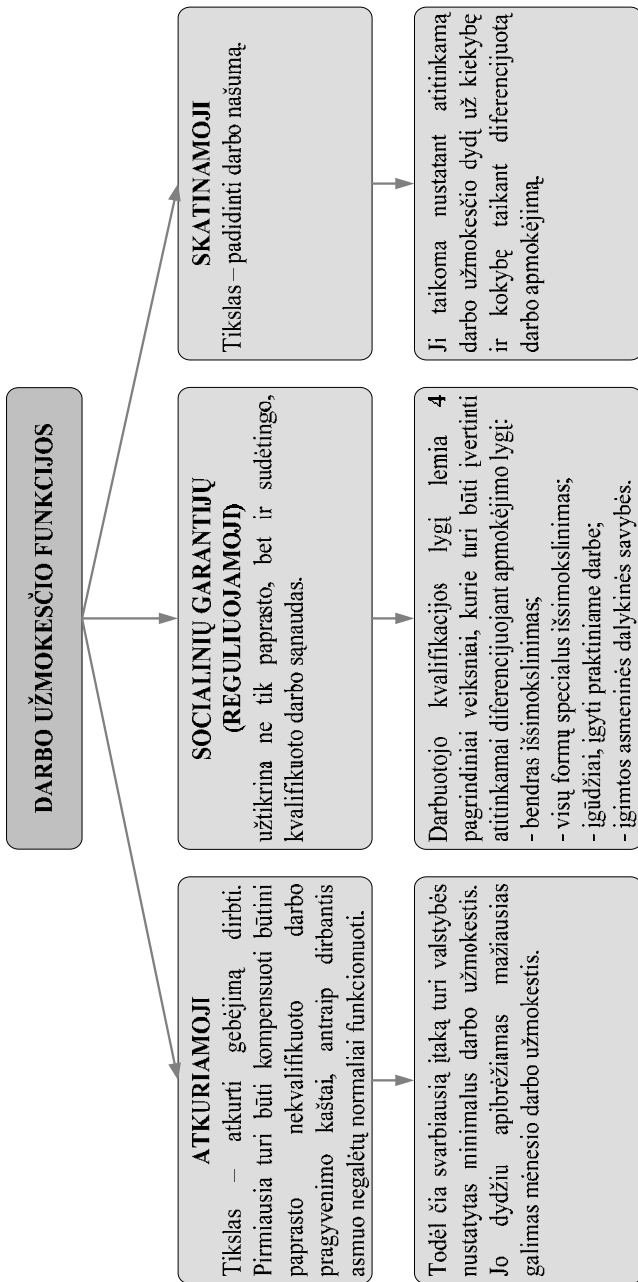 DARBO UŽMOKESČIO FUNKCIJOS
ATKURIAMOJI
Tikslas – atkurti gebėjimą dirbti.
Pirmiausia turi būti kompensuoti būtini
paprasto nekvalifikuoto darbo
pragyvenimo kaštai, antraip dirbantis
asmuo negalėtų normaliai funkcionuoti.
Todėl čia svarbiausią įtaką turi valstybės
nustatytas minimalus darbo užmokestis.
Jo dydžiu apibrėžiamas mažiausias
galimas mėnesio darbo užmokestis.
SOCIALINIŲ GARANTIJŲ
(REGULIUOJAMOJI)
užtikrina ne tik paprasto, bet ir sudėtingo,
kvalifikuoto darbo sąnaudas.
Darbuotojo kvalifikacijos lygį lemia 4
pagrindiniai veiksniai, kurie turi būti įvertinti
atitinkamai diferencijuojant apmokėjimo lygį:
- bendras išsimokslinimas;
- visų formų specialus išsimokslinimas;
- įgūdžiai, įgyti praktiniame darbe;
- įgimtos asmeninės dalykinės savybės.
SKATINAMOJI
Tikslas – padidinti darbo našumą.
Ji taikoma nustatant atitinkamą
darbo užmokesčio dydį už kiekybę
ir kokybę taikant diferencijuotą
darbo apmokėjimą.